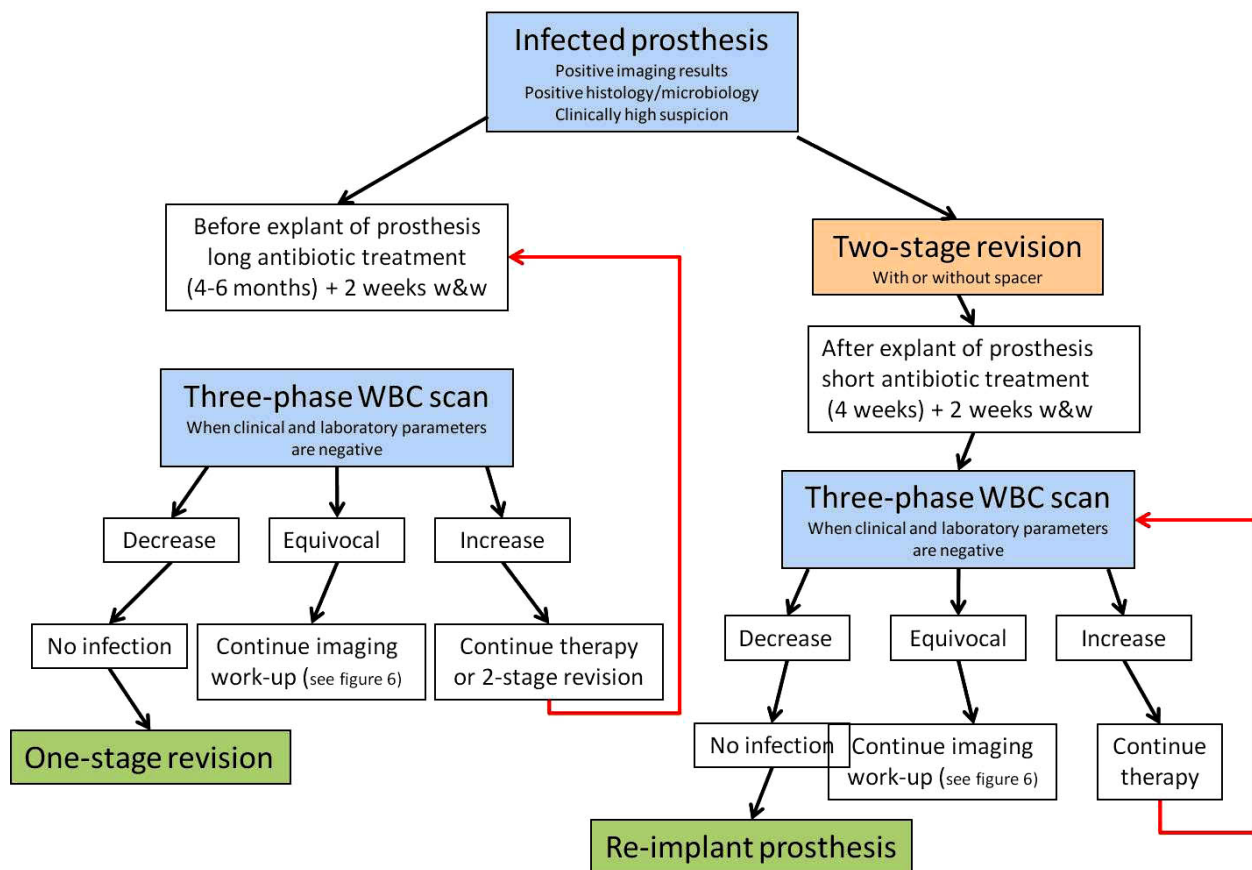 Infected prosthesis
Positive imaging results
Positive histology/microbiology
Clinically high suspicion
Before explant of prosthesis
long antibiotic treatment
(4-6 months) + 2 weeks w&w
Three-phase WBC scan
When clinical and laboratory parameters
are negative
Decrease
Equivocal
Increase
No infection
Continue imaging
work-up (see figure 6)
Continue therapy
or 2-stage revision
One-stage revision
Two-stage revision
With or without spacer
After explant of prosthesis
short antibiotic treatment
(4 weeks) + 2 weeks w&w
Three-phase WBC scan
When clinical and laboratory parameters
are negative
Decrease
Equivocal
Increase
No infection
Continue imaging
work-up (see figure 6)
Continue
therapy
Re-implant prosthesis